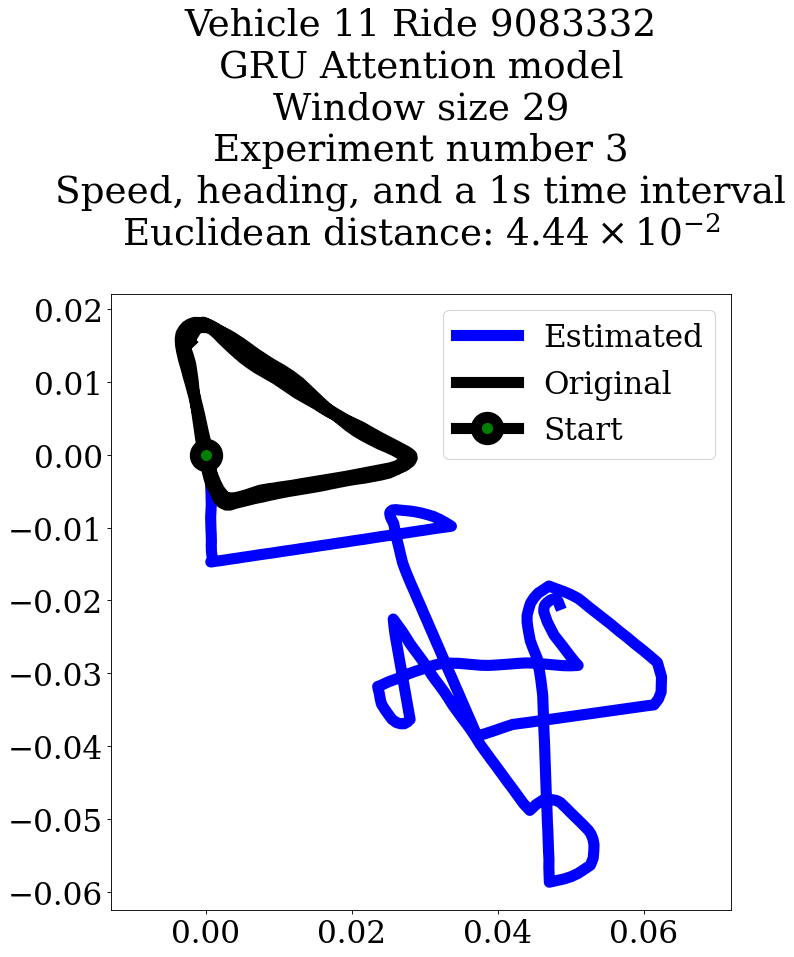 Vehicle 11 Ride 9083332
GRU Attention model
Window size 29
Experiment number 3
Speed, heading, and a 1s time interval
Euclidean distance: 4.44 × 10⁻²
Estimated
Original
Start
0.02
0.01
0.00
−0.01
−0.02
−0.03
−0.04
−0.05
−0.06
0.00 0.02 0.04 0.06